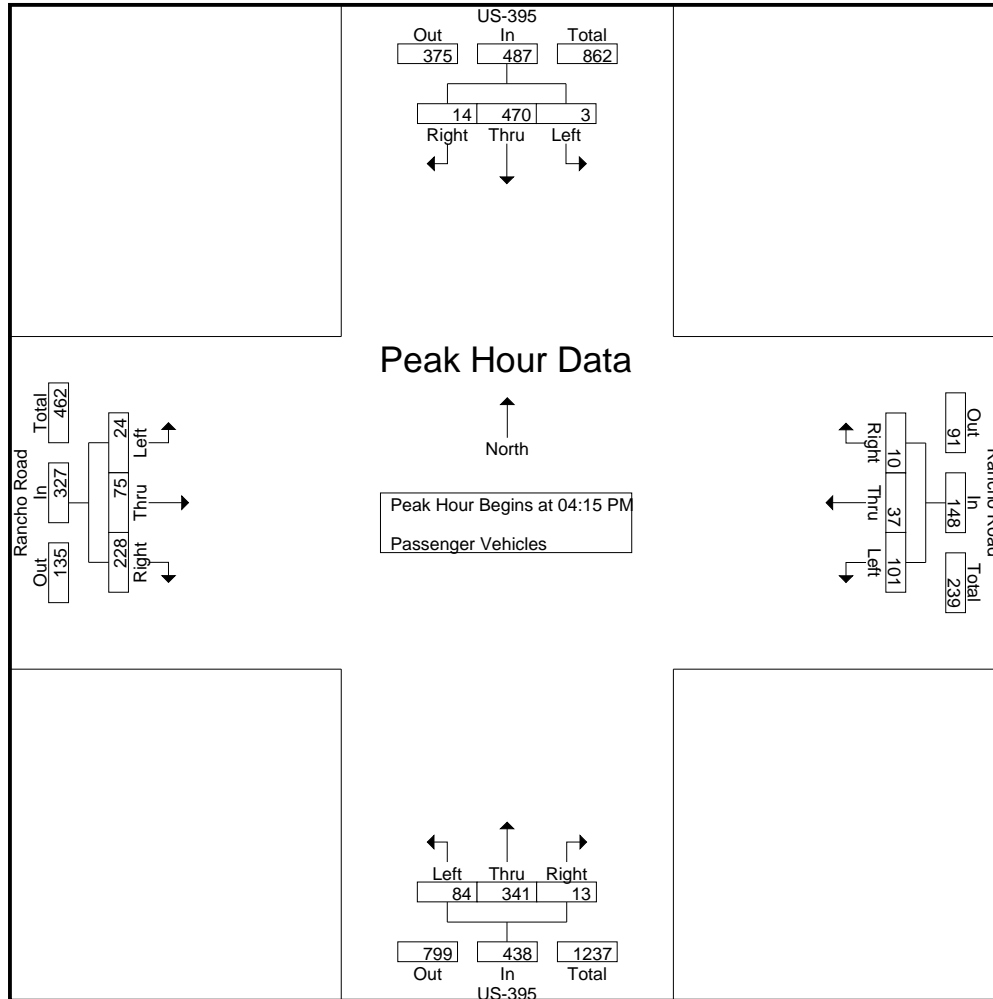 US-395
Out In Total
375 487 862
14 470 3
Right Thru Left
Peak Hour Data
North
Peak Hour Begins at 04:15 PM
Passenger Vehicles
Rancho Road
Total In Out
462 327 135
24 75 228
Left Thru Right
Right Thru Left
10 37 101
Out In Total
91 148 239
Rancho Road
Left Thru Right
84 341 13
799 438 1237
Out In Total
US-395